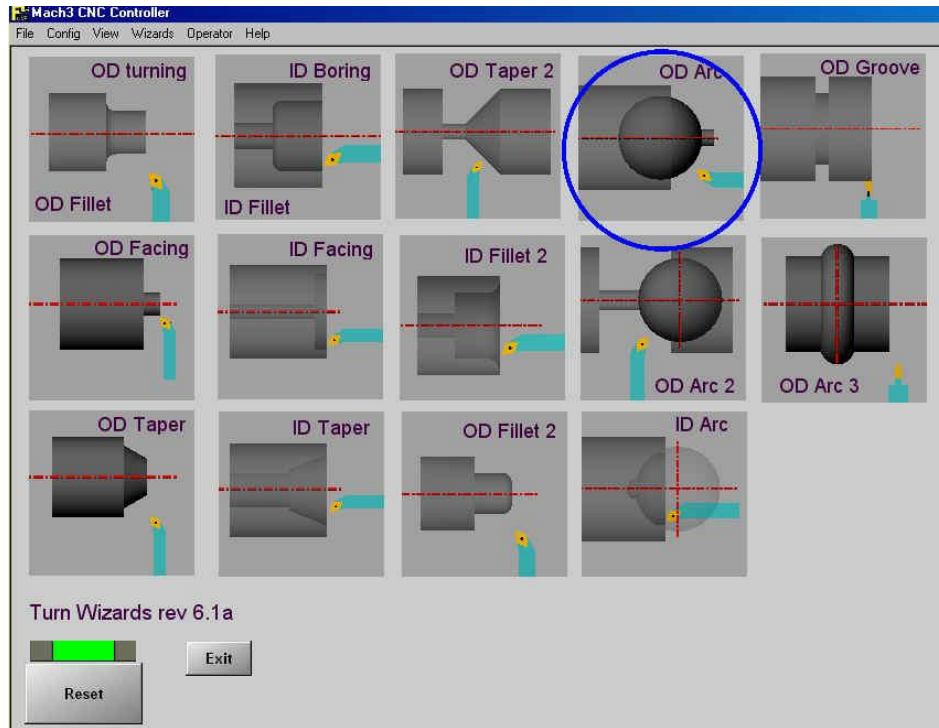 Mach3 CNC Controller
File Config View Wizards Operator Help
OD turning
OD Fillet
ID Boring
ID Fillet
OD Taper 2
OD Arc
OD Groove
OD Facing
ID Facing
ID Fillet 2
OD Arc 2
OD Arc 3
OD Taper
ID Taper
OD Fillet 2
ID Arc
Turn Wizards rev 6.1a
Exit
Reset